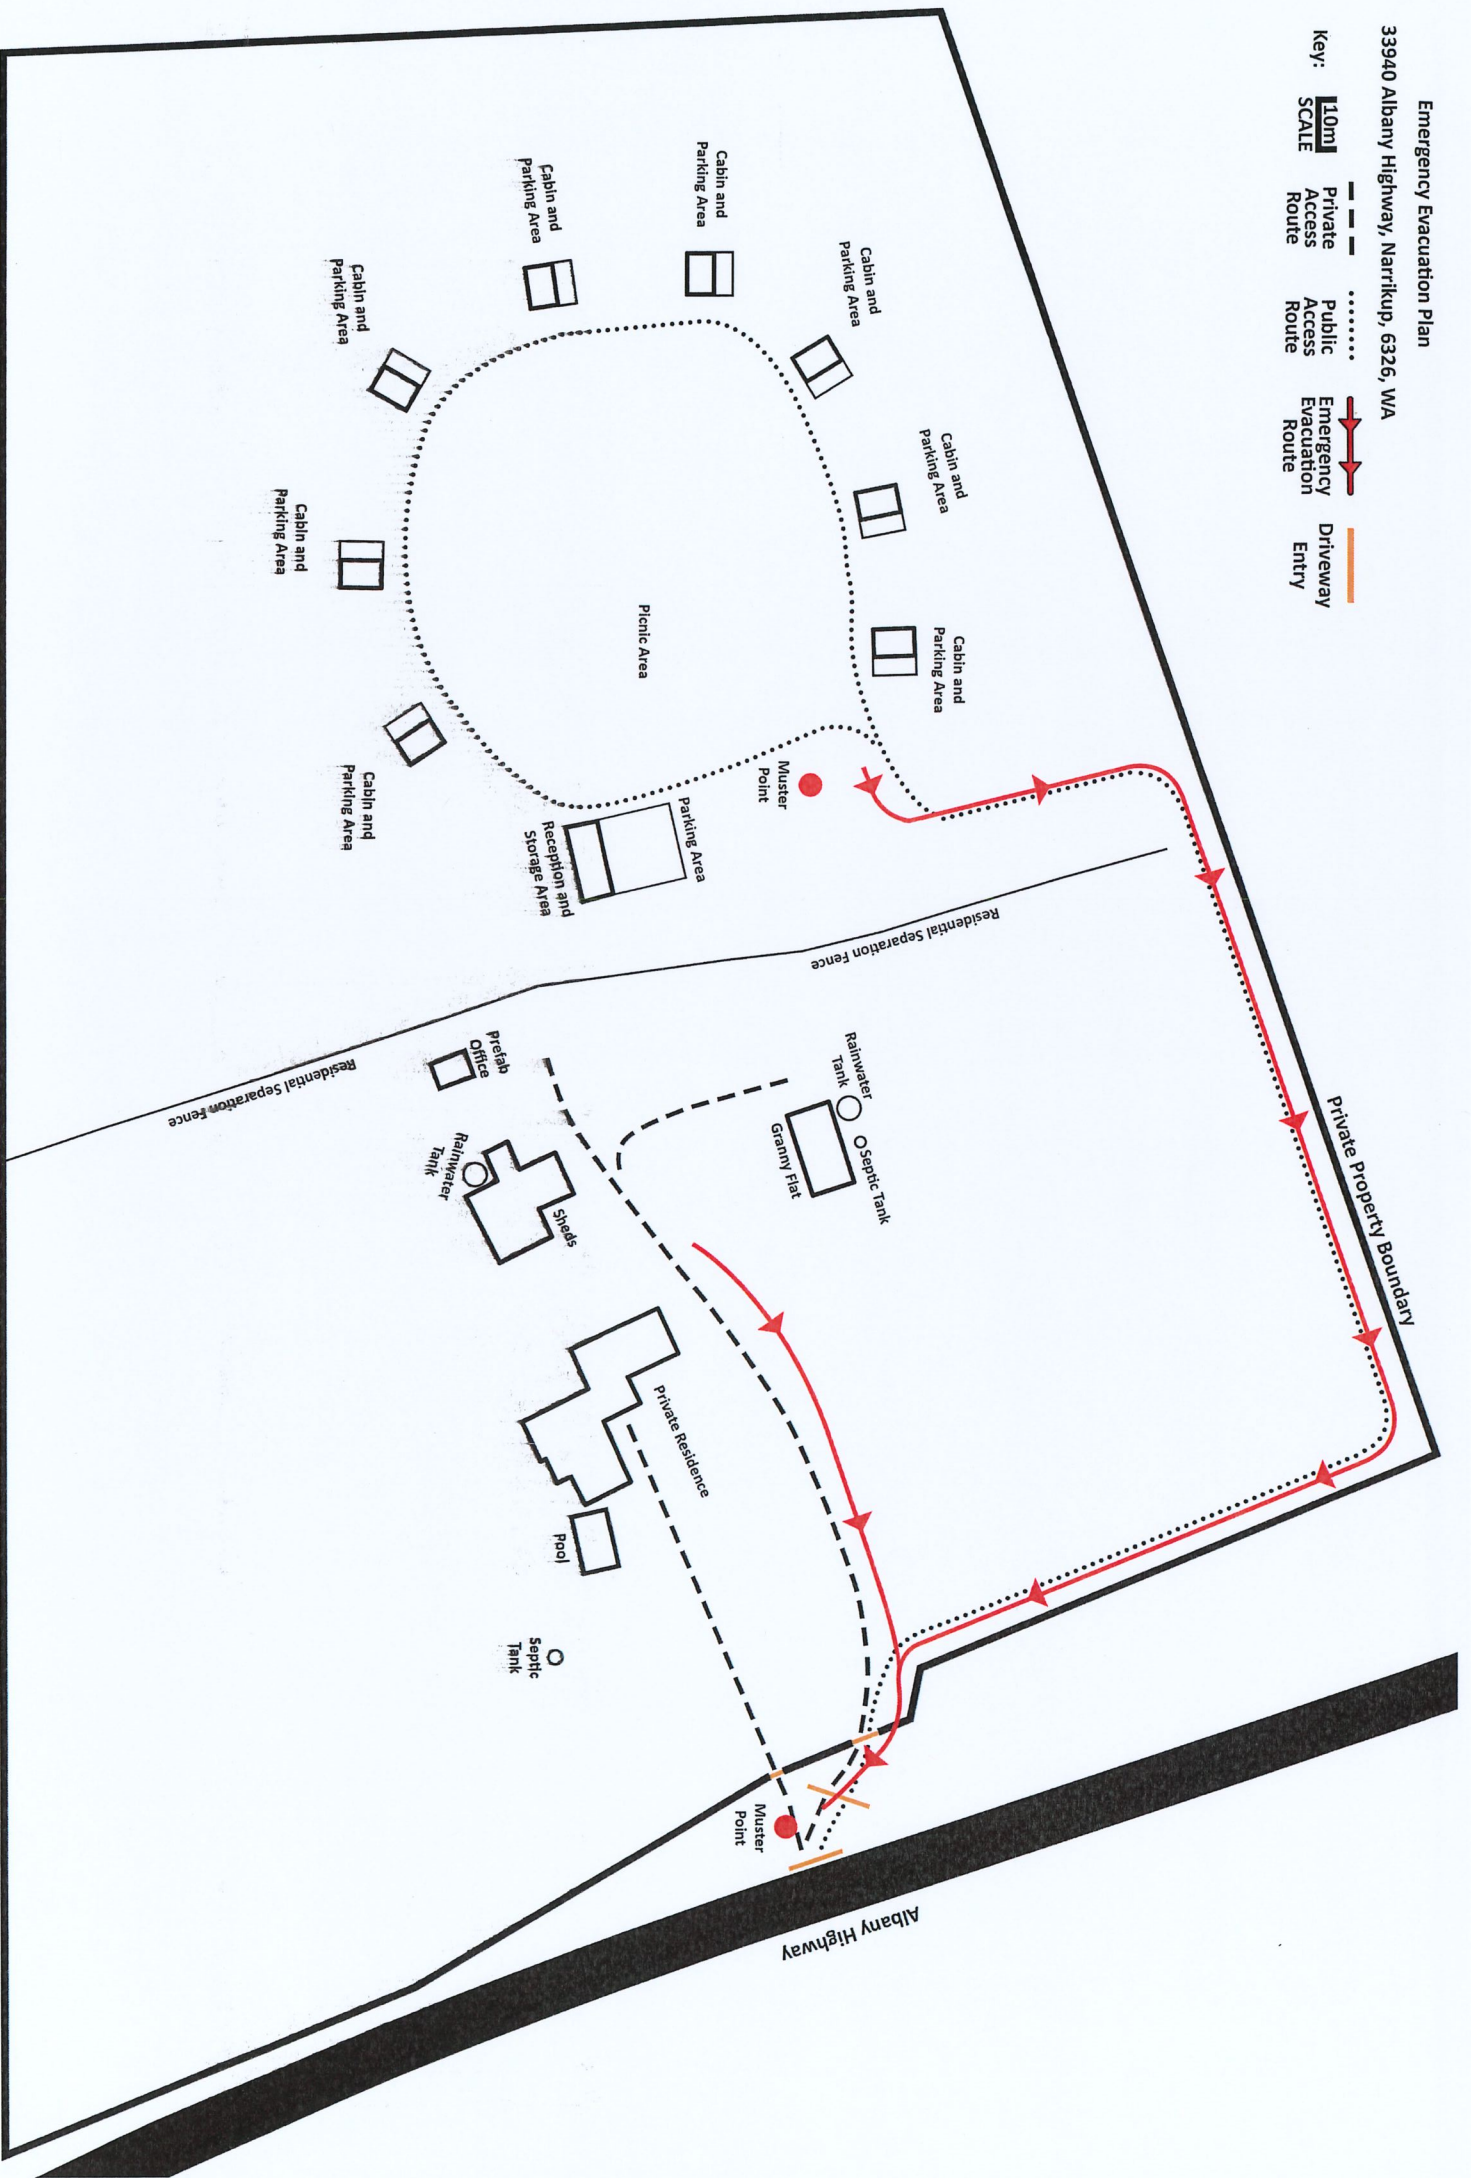 Emergency Evacuation Plan
33940 Albany Highway, Narrikup, 6326, WA
Key:
10m
SCALE
Private
Access
Route
Public
Access
Route
Emergency
Evacuation
Route
Driveway
Entry
Cabin and
Parking Area
Cabin and
Parking Area
Cabin and
Parking Area
Cabin and
Parking Area
Cabin and
Parking Area
Cabin and
Parking Area
Cabin and
Parking Area
Cabin and
Parking Area
Picnic Area
Muster
Point
Parking Area
Reception and
Storage Area
Residential Separation Fence
Residential Separation Fence
Private Property Boundary
Rainwater
Tank
Septic Tank
Granny Flat
Prefab
Office
Rainwater
Tank
Sheds
Private Residence
Pool
Septic
Tank
Muster
Point
Albany Highway